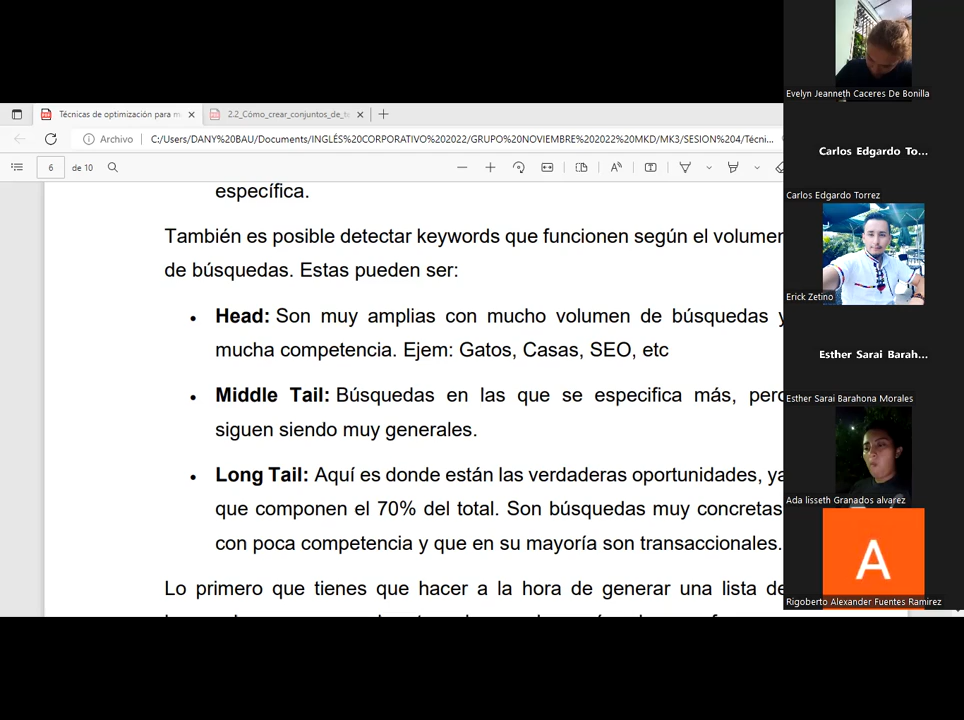 Técnicas de optimización para m
2.2_Cómo_crear_conjuntos_de_
Archivo
C:/Users/DANY%20BAU/Documents/INGLÉS%20CORPORATIVO%202022/GRUPO%20NOVIEMBRE%202022%20MKD/MK3/SESION%204/Técni...
6 de 10
específica.
También es posible detectar keywords que funcionen según el volumen
de búsquedas. Estas pueden ser:
• Head: Son muy amplias con mucho volumen de búsquedas y
mucha competencia. Ejem: Gatos, Casas, SEO, etc
• Middle Tail: Búsquedas en las que se especifica más, pero
siguen siendo muy generales.
• Long Tail: Aquí es donde están las verdaderas oportunidades, ya
que componen el 70% del total. Son búsquedas muy concretas
con poca competencia y que en su mayoría son transaccionales.
Lo primero que tienes que hacer a la hora de generar una lista de
Evelyn Jeanneth Caceres De Bonilla
Carlos Edgardo To...
Carlos Edgardo Torrez
Erick Zetino
Esther Sarai Barah...
Esther Sarai Barahona Morales
Ada lisseth Granados alvarez
A
Rigoberto Alexander Fuentes Ramirez